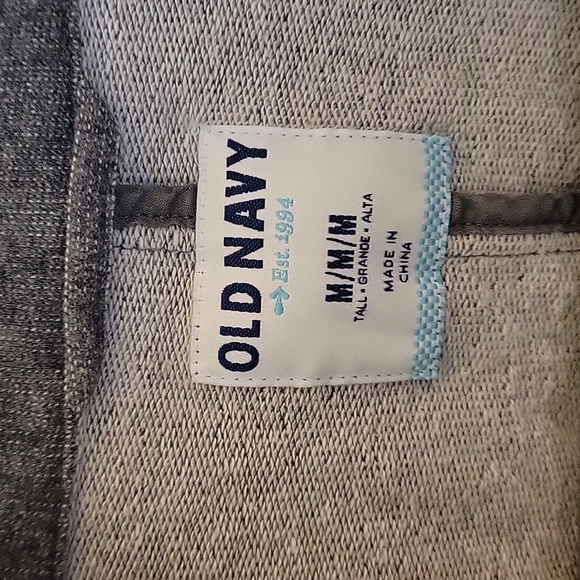 OLD NAVY
Est. 1994
M/M/M
TALL • GRANDE • ALTA
MADE IN
CHINA